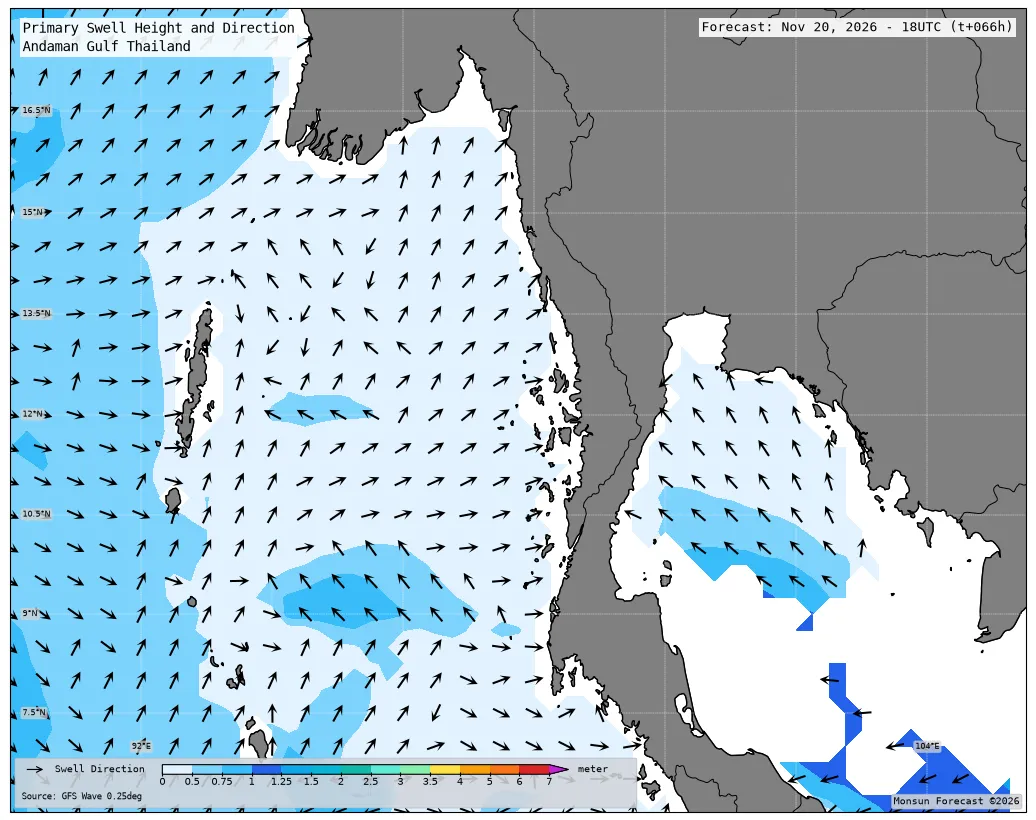 Primary Swell Height and Direction
Andaman Gulf Thailand
Forecast: Nov 20, 2026 - 18UTC (t+066h)
16.5°N
15°N
13.5°N
12°N
10.5°N
9°N
7.5°N
92°E
104°E
Swell Direction
0 0.5 0.75 1 1.25 1.5 2 2.5 3 3.5 4 5 6 7
meter
Source: GFS Wave 0.25deg
Monsun Forecast ©2026